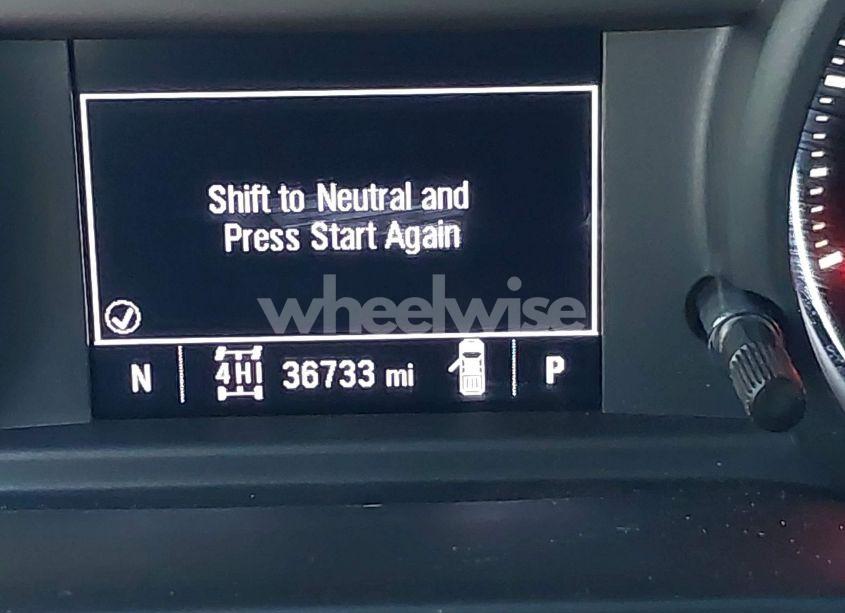 Shift to Neutral and
Press Start Again
wheelwise
N 4HI 36733 mi P